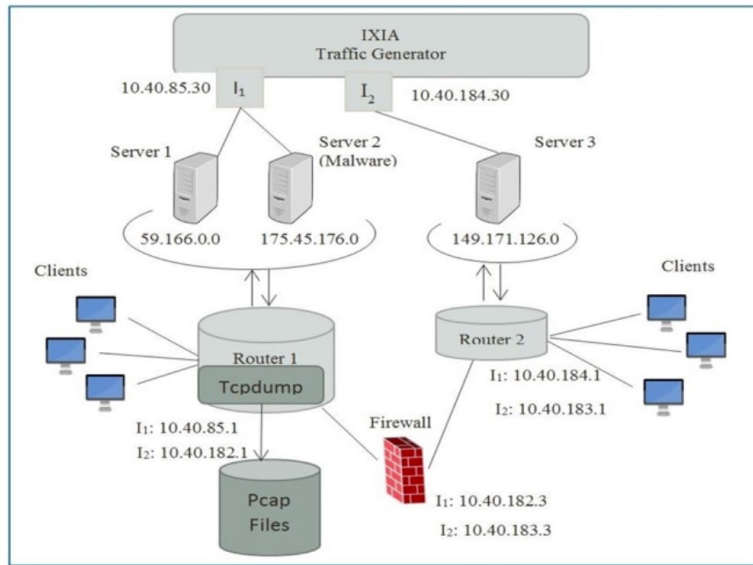 IXIA
Traffic Generator
10.40.85.30
I₁
I₂
10.40.184.30
Server 1
Server 2
(Malware)
Server 3
59.166.0.0
175.45.176.0
149.171.126.0
Clients
Clients
Router 1
Tcpdump
Router 2
I₁: 10.40.184.1
I₂: 10.40.183.1
I₁: 10.40.85.1
I₂: 10.40.182.1
Firewall
Pcap
Files
I₁: 10.40.182.3
I₂: 10.40.183.3